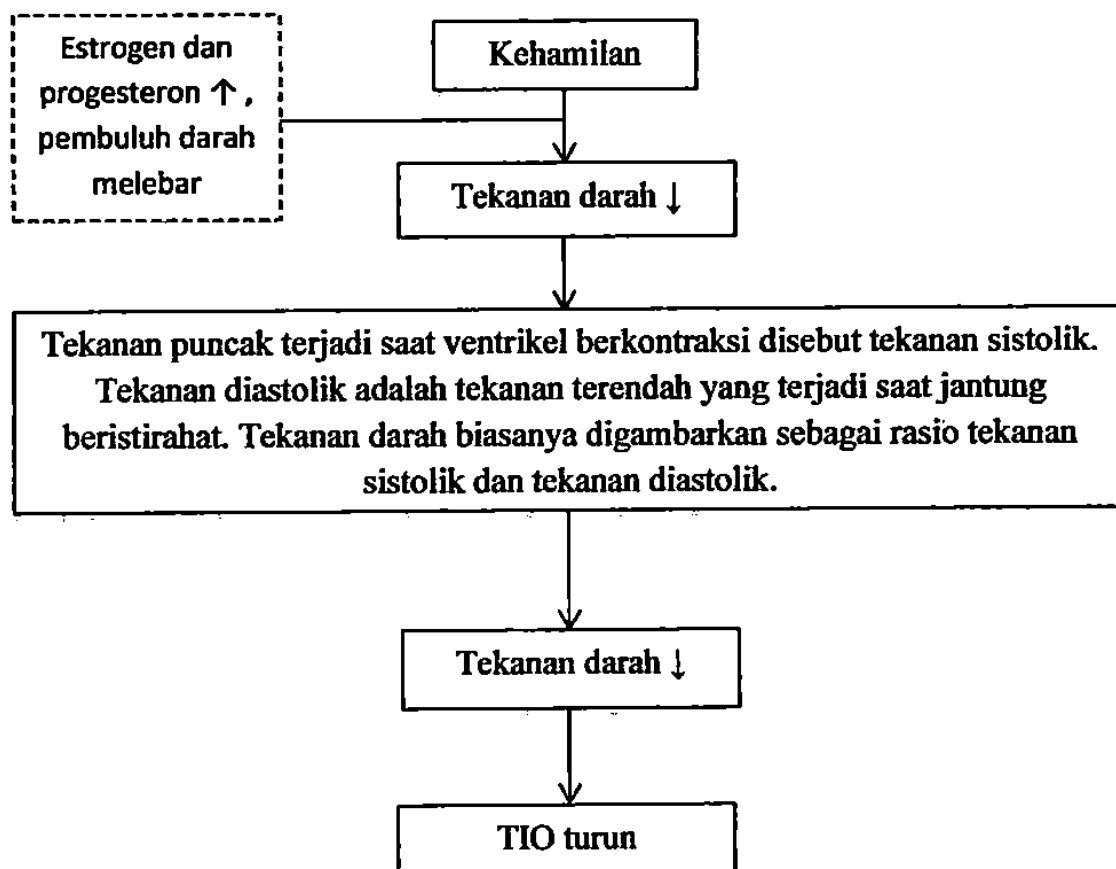 Estrogen dan
progesteron ↑ ,
pembuluh darah
melebar
Kehamilan
Tekanan darah ↓
Tekanan puncak terjadi saat ventrikel berkontraksi disebut tekanan sistolik.
Tekanan diastolik adalah tekanan terendah yang terjadi saat jantung
beristirahat. Tekanan darah biasanya digambarkan sebagai rasio tekanan
sistolik dan tekanan diastolik.
Tekanan darah ↓
TIO turun